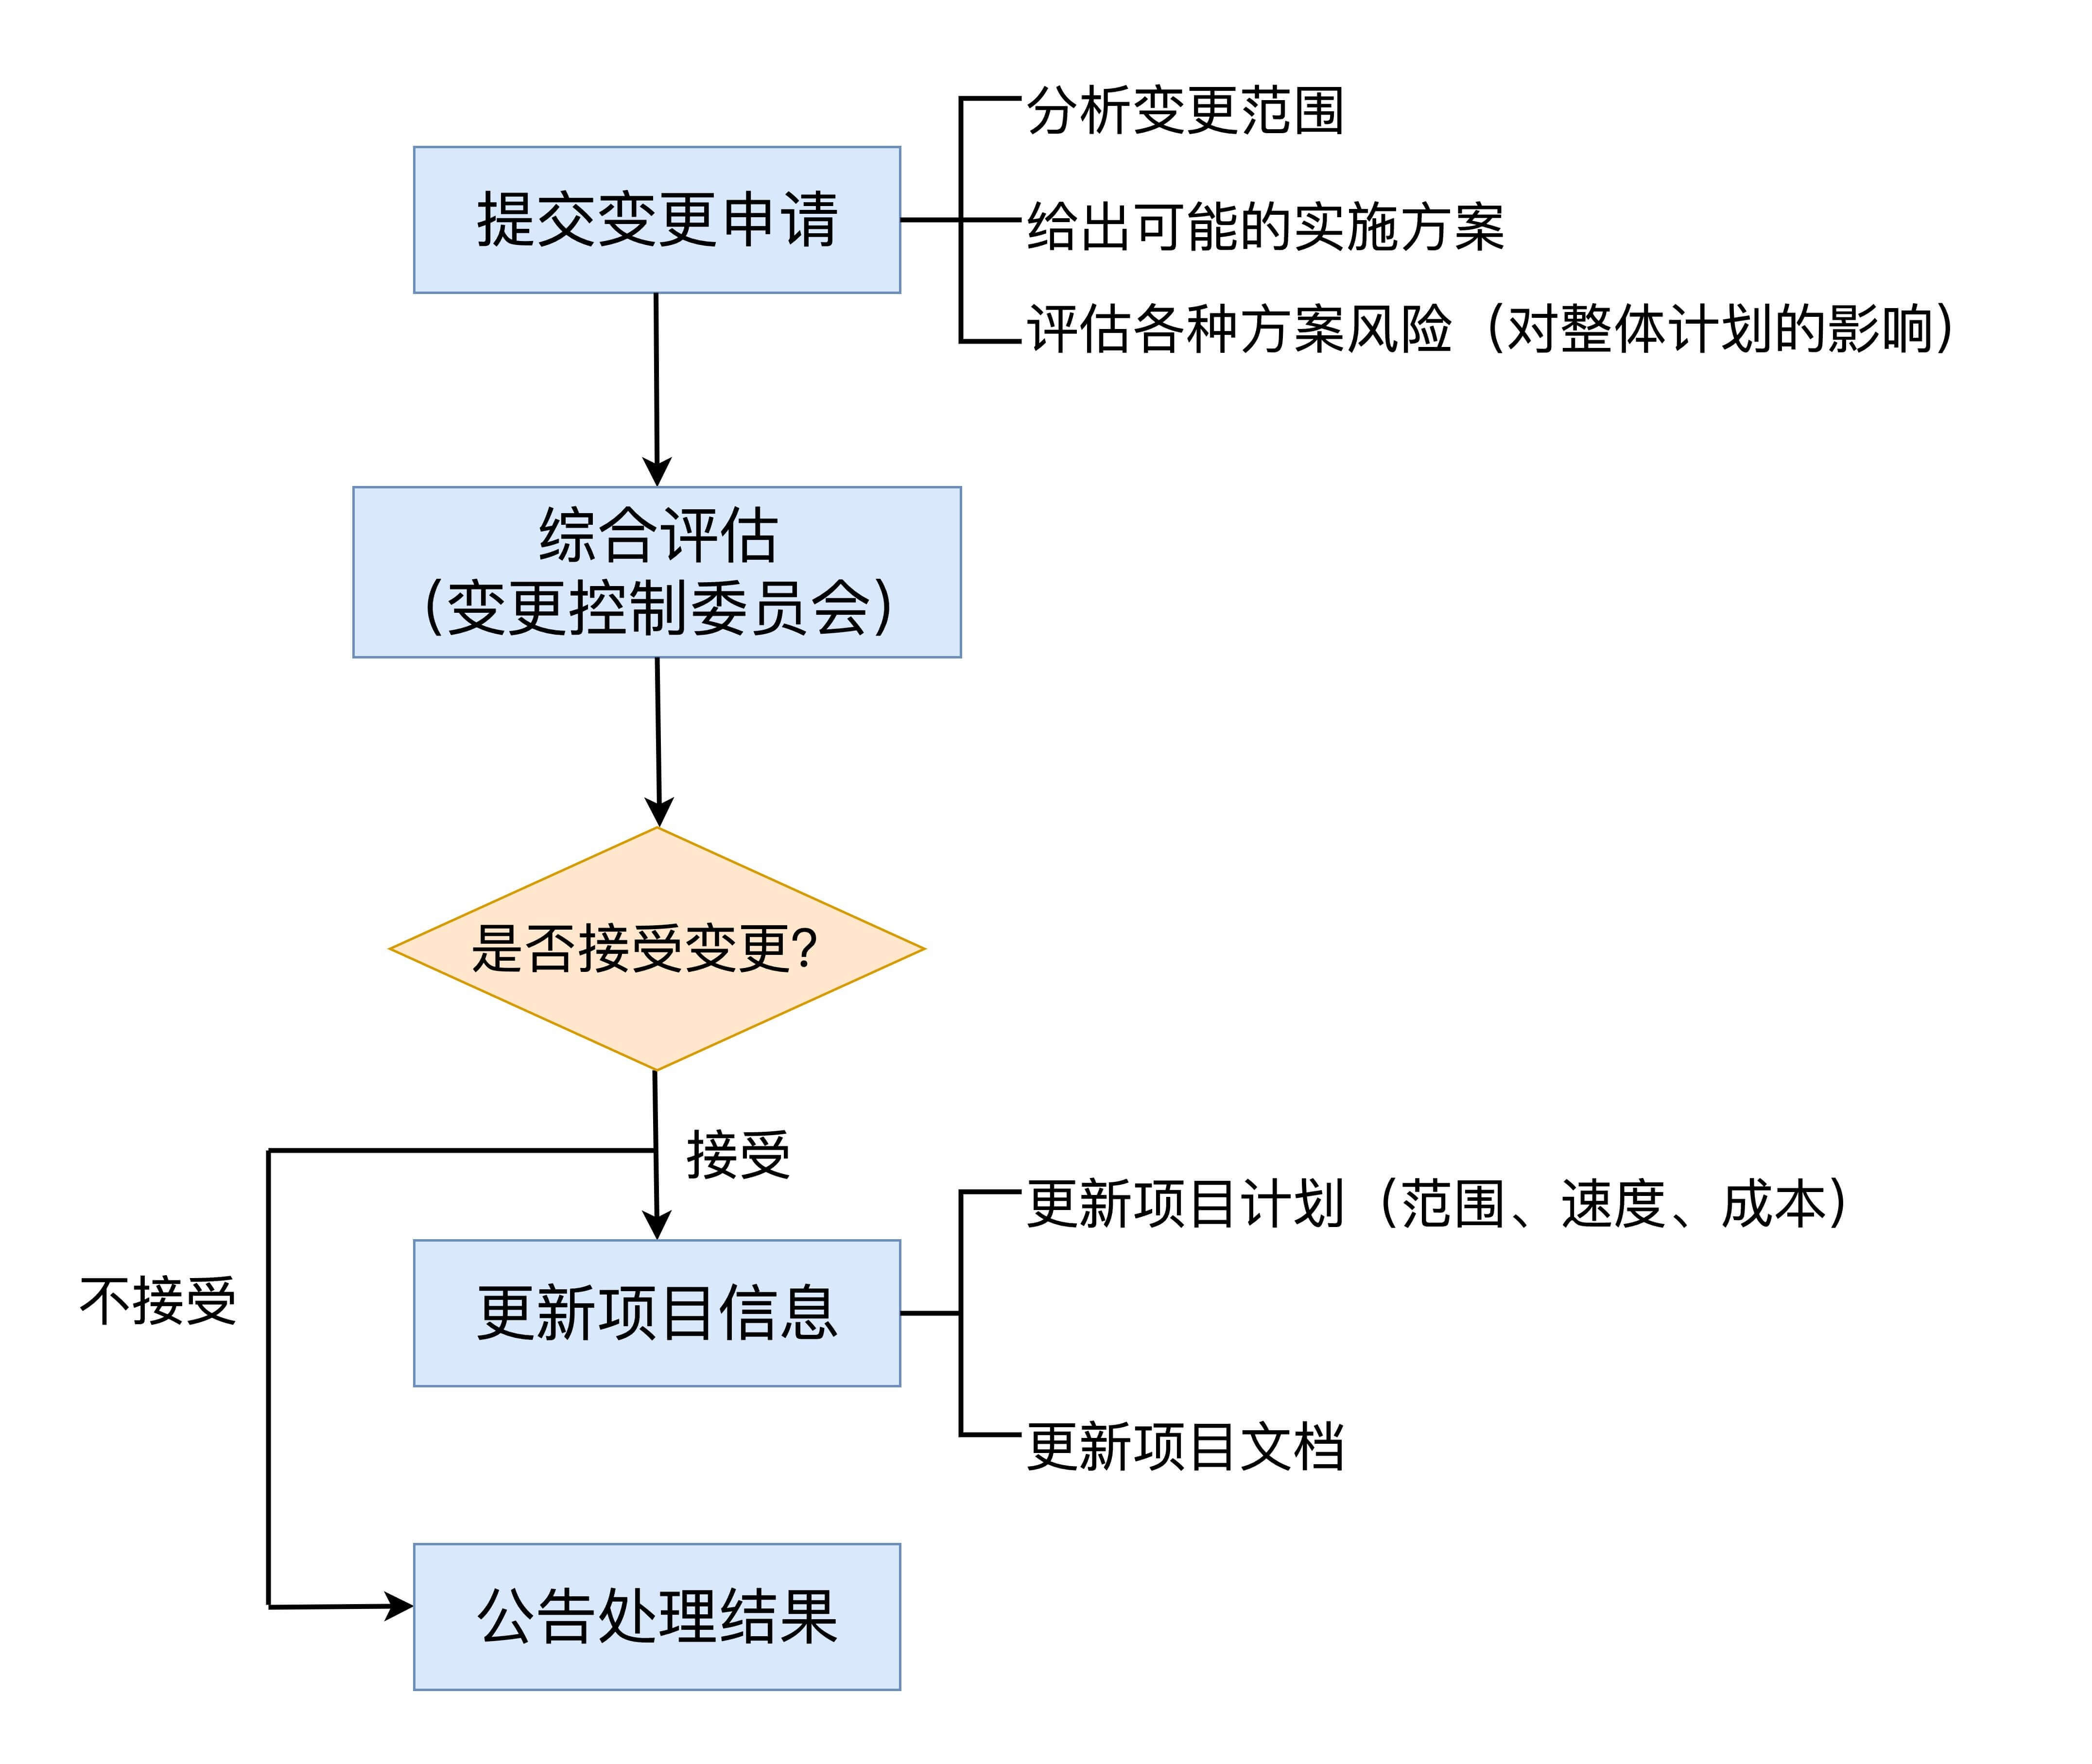 分析变更范围
提交变更申请
给出可能的实施方案
评估各种方案风险（对整体计划的影响）
综合评估
（变更控制委员会）
是否接受变更?
接受
更新项目计划（范围、速度、成本）
不接受
更新项目信息
更新项目文档
公告处理结果